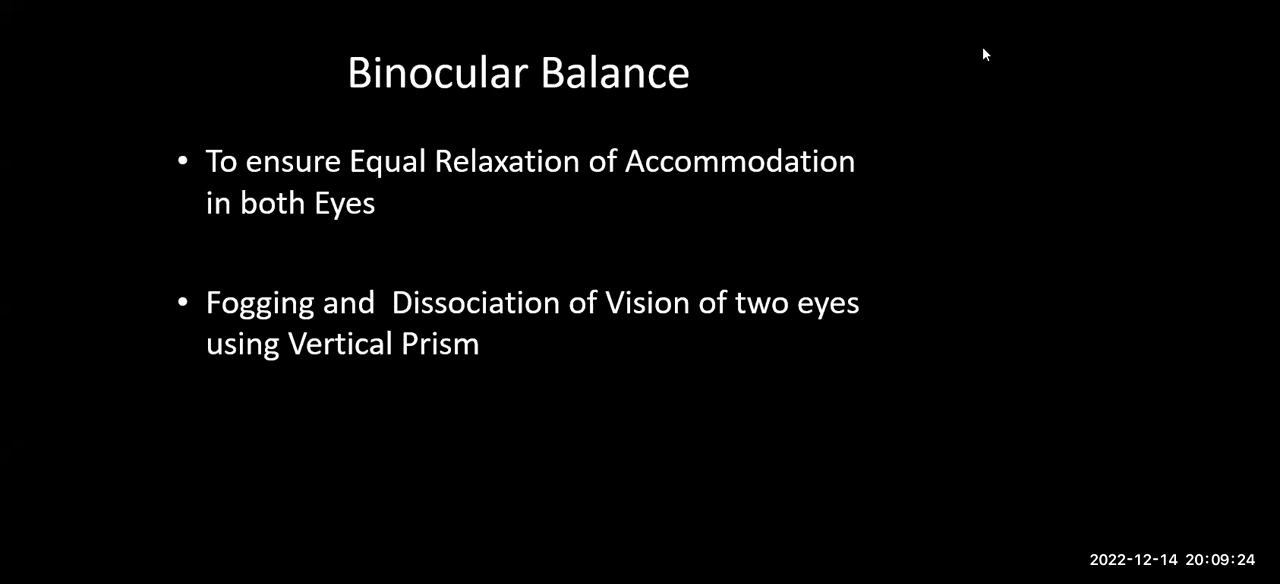 Binocular Balance
• To ensure Equal Relaxation of Accommodation
in both Eyes
• Fogging and  Dissociation of Vision of two eyes
using Vertical Prism
2022-12-14 20:09:24